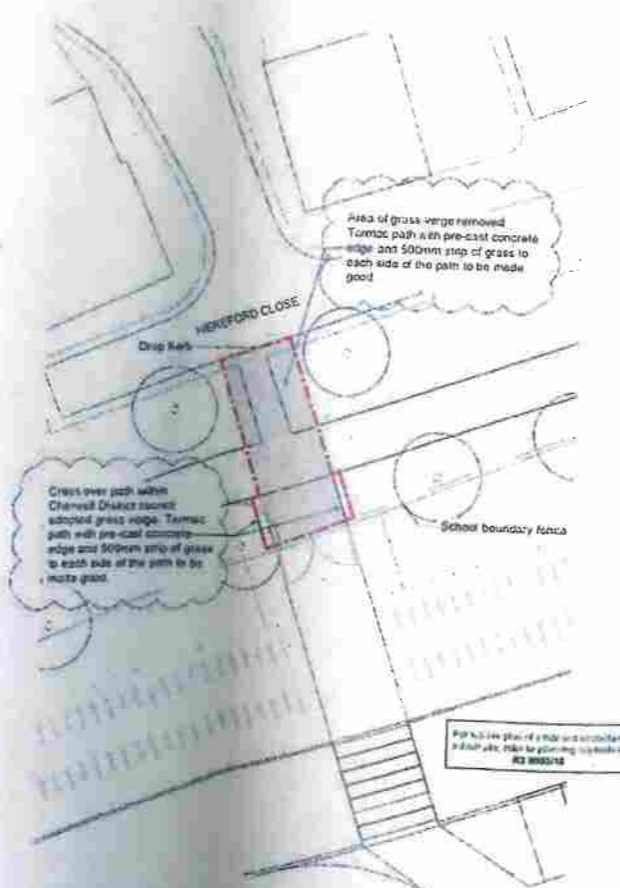 Area of grass verge removed
Tarmac path with pre-cast concrete
edge and 500mm strip of grass to
each side of the path to be made
good
HEREFORD CLOSE
Drop Kerb
Cross over path within
Cherwell District council
adopted grass verge. Tarmac
path with pre-cast concrete
edge and 500mm strip of grass
to each side of the path to be
made good.
School boundary fence